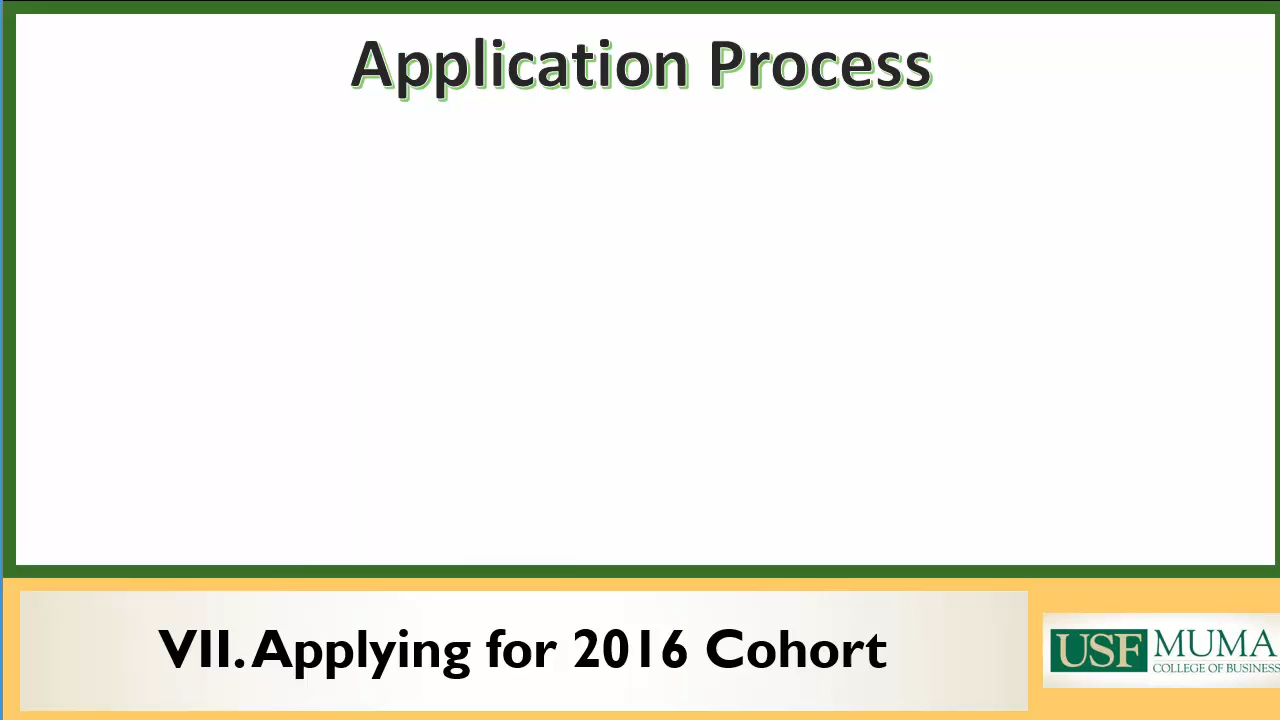 Application Process
VII. Applying for 2016 Cohort
USF MUMA
COLLEGE OF BUSINESS